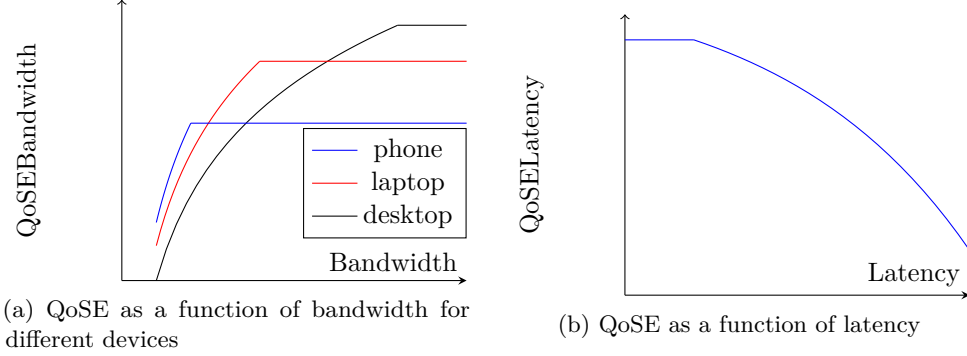 QoSEBandwidth
phone
laptop
desktop
Bandwidth
(a) QoSE as a function of bandwidth for
different devices
QoSELatency
Latency
(b) QoSE as a function of latency